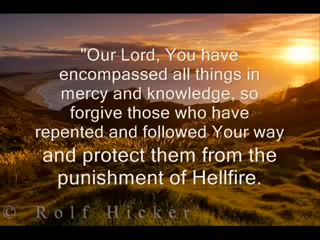 "Our Lord, You have
encompassed all things in
mercy and knowledge, so
forgive those who have
repented and followed Your way
and protect them from the
punishment of Hellfire.
© Rolf Hicker